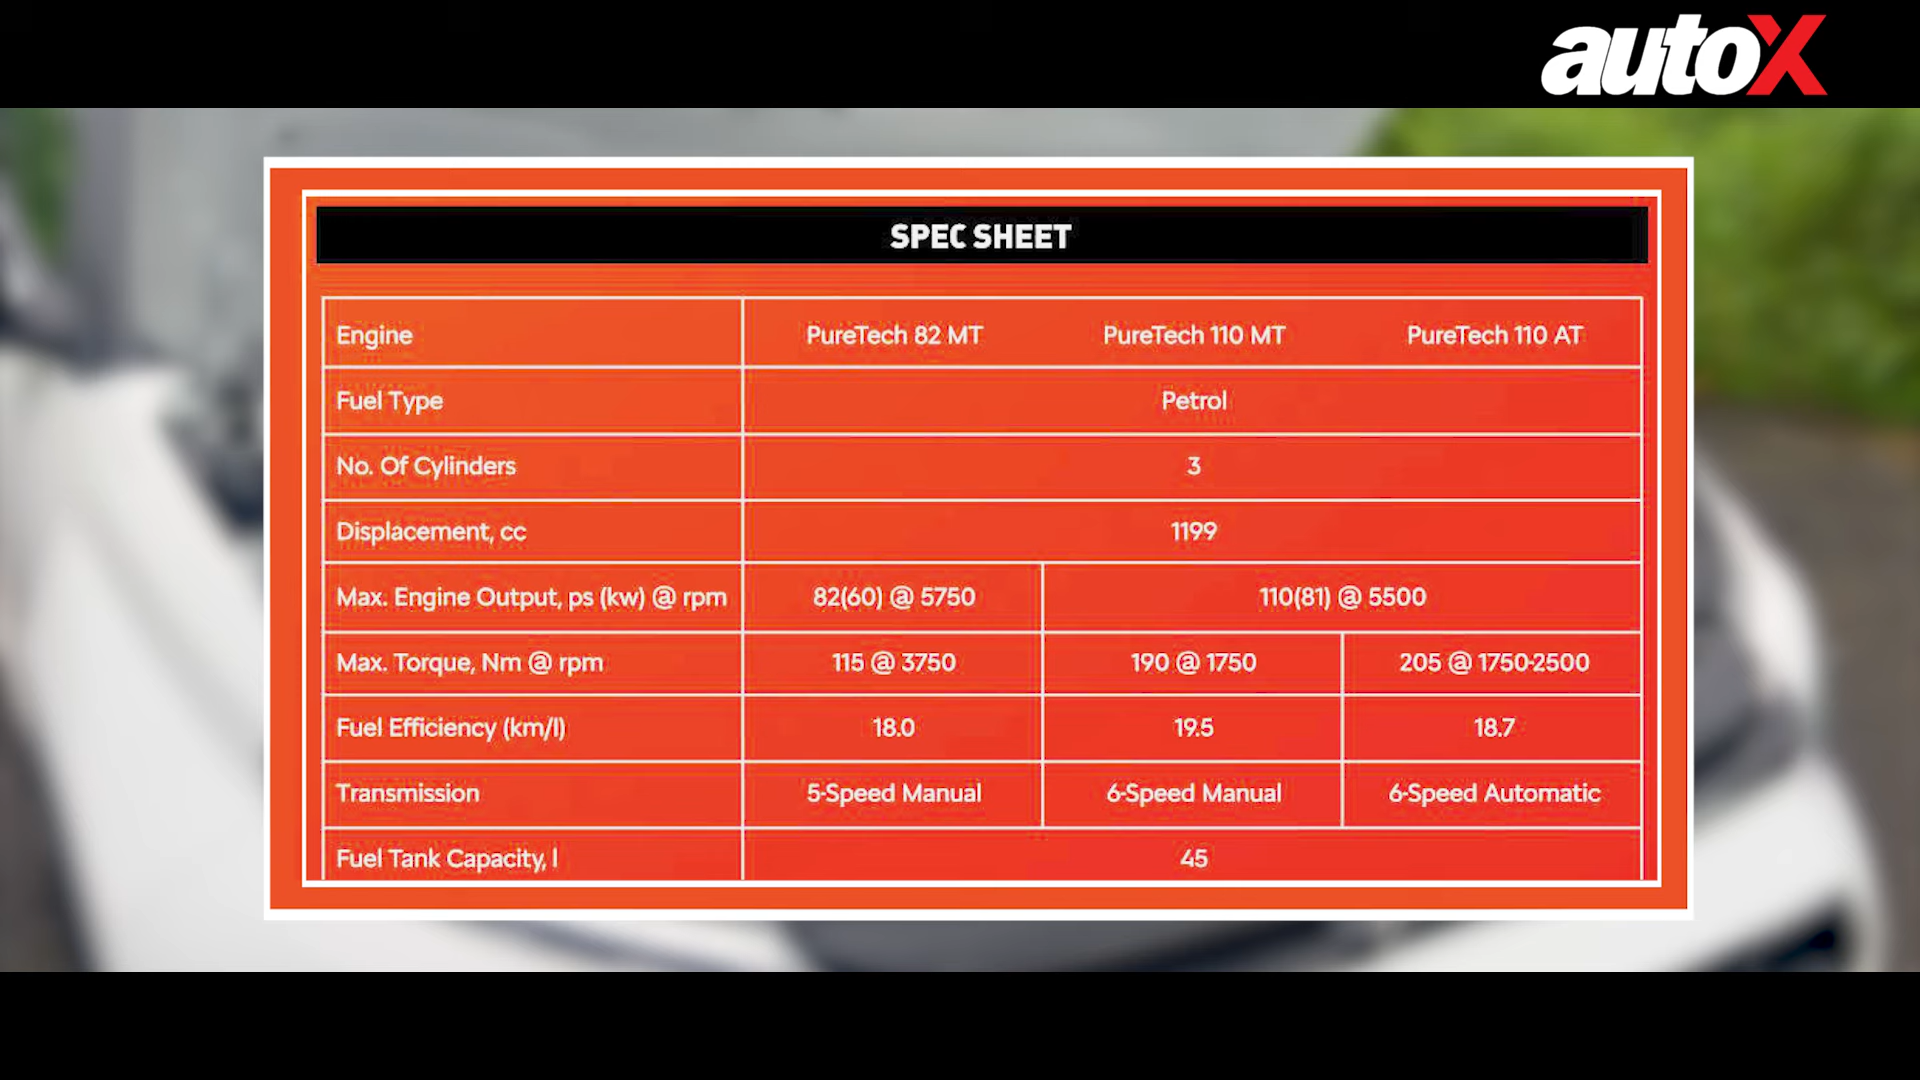 autoX
SPEC SHEET
Engine PureTech 82 MT PureTech 110 MT PureTech 110 AT
Fuel Type Petrol
No. Of Cylinders 3
Displacement, cc 1199
Max. Engine Output, ps (kw) @ rpm 82(60) @ 5750 110(81) @ 5500
Max. Torque, Nm @ rpm 115 @ 3750 190 @ 1750 205 @ 1750-2500
Fuel Efficiency (km/l) 18.0 19.5 18.7
Transmission 5-Speed Manual 6-Speed Manual 6-Speed Automatic
Fuel Tank Capacity, l 45